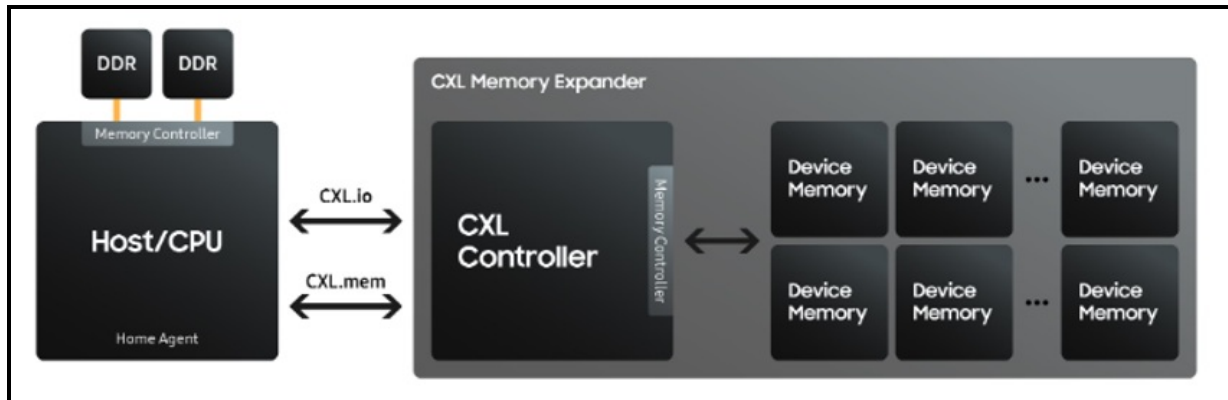 DDR DDR
Memory Controller
Host/CPU
Home Agent
CXL.io
CXL.mem
CXL Memory Expander
CXL
Controller
Memory Controller
Device
Memory
Device
Memory
...
Device
Memory
Device
Memory
Device
Memory
...
Device
Memory